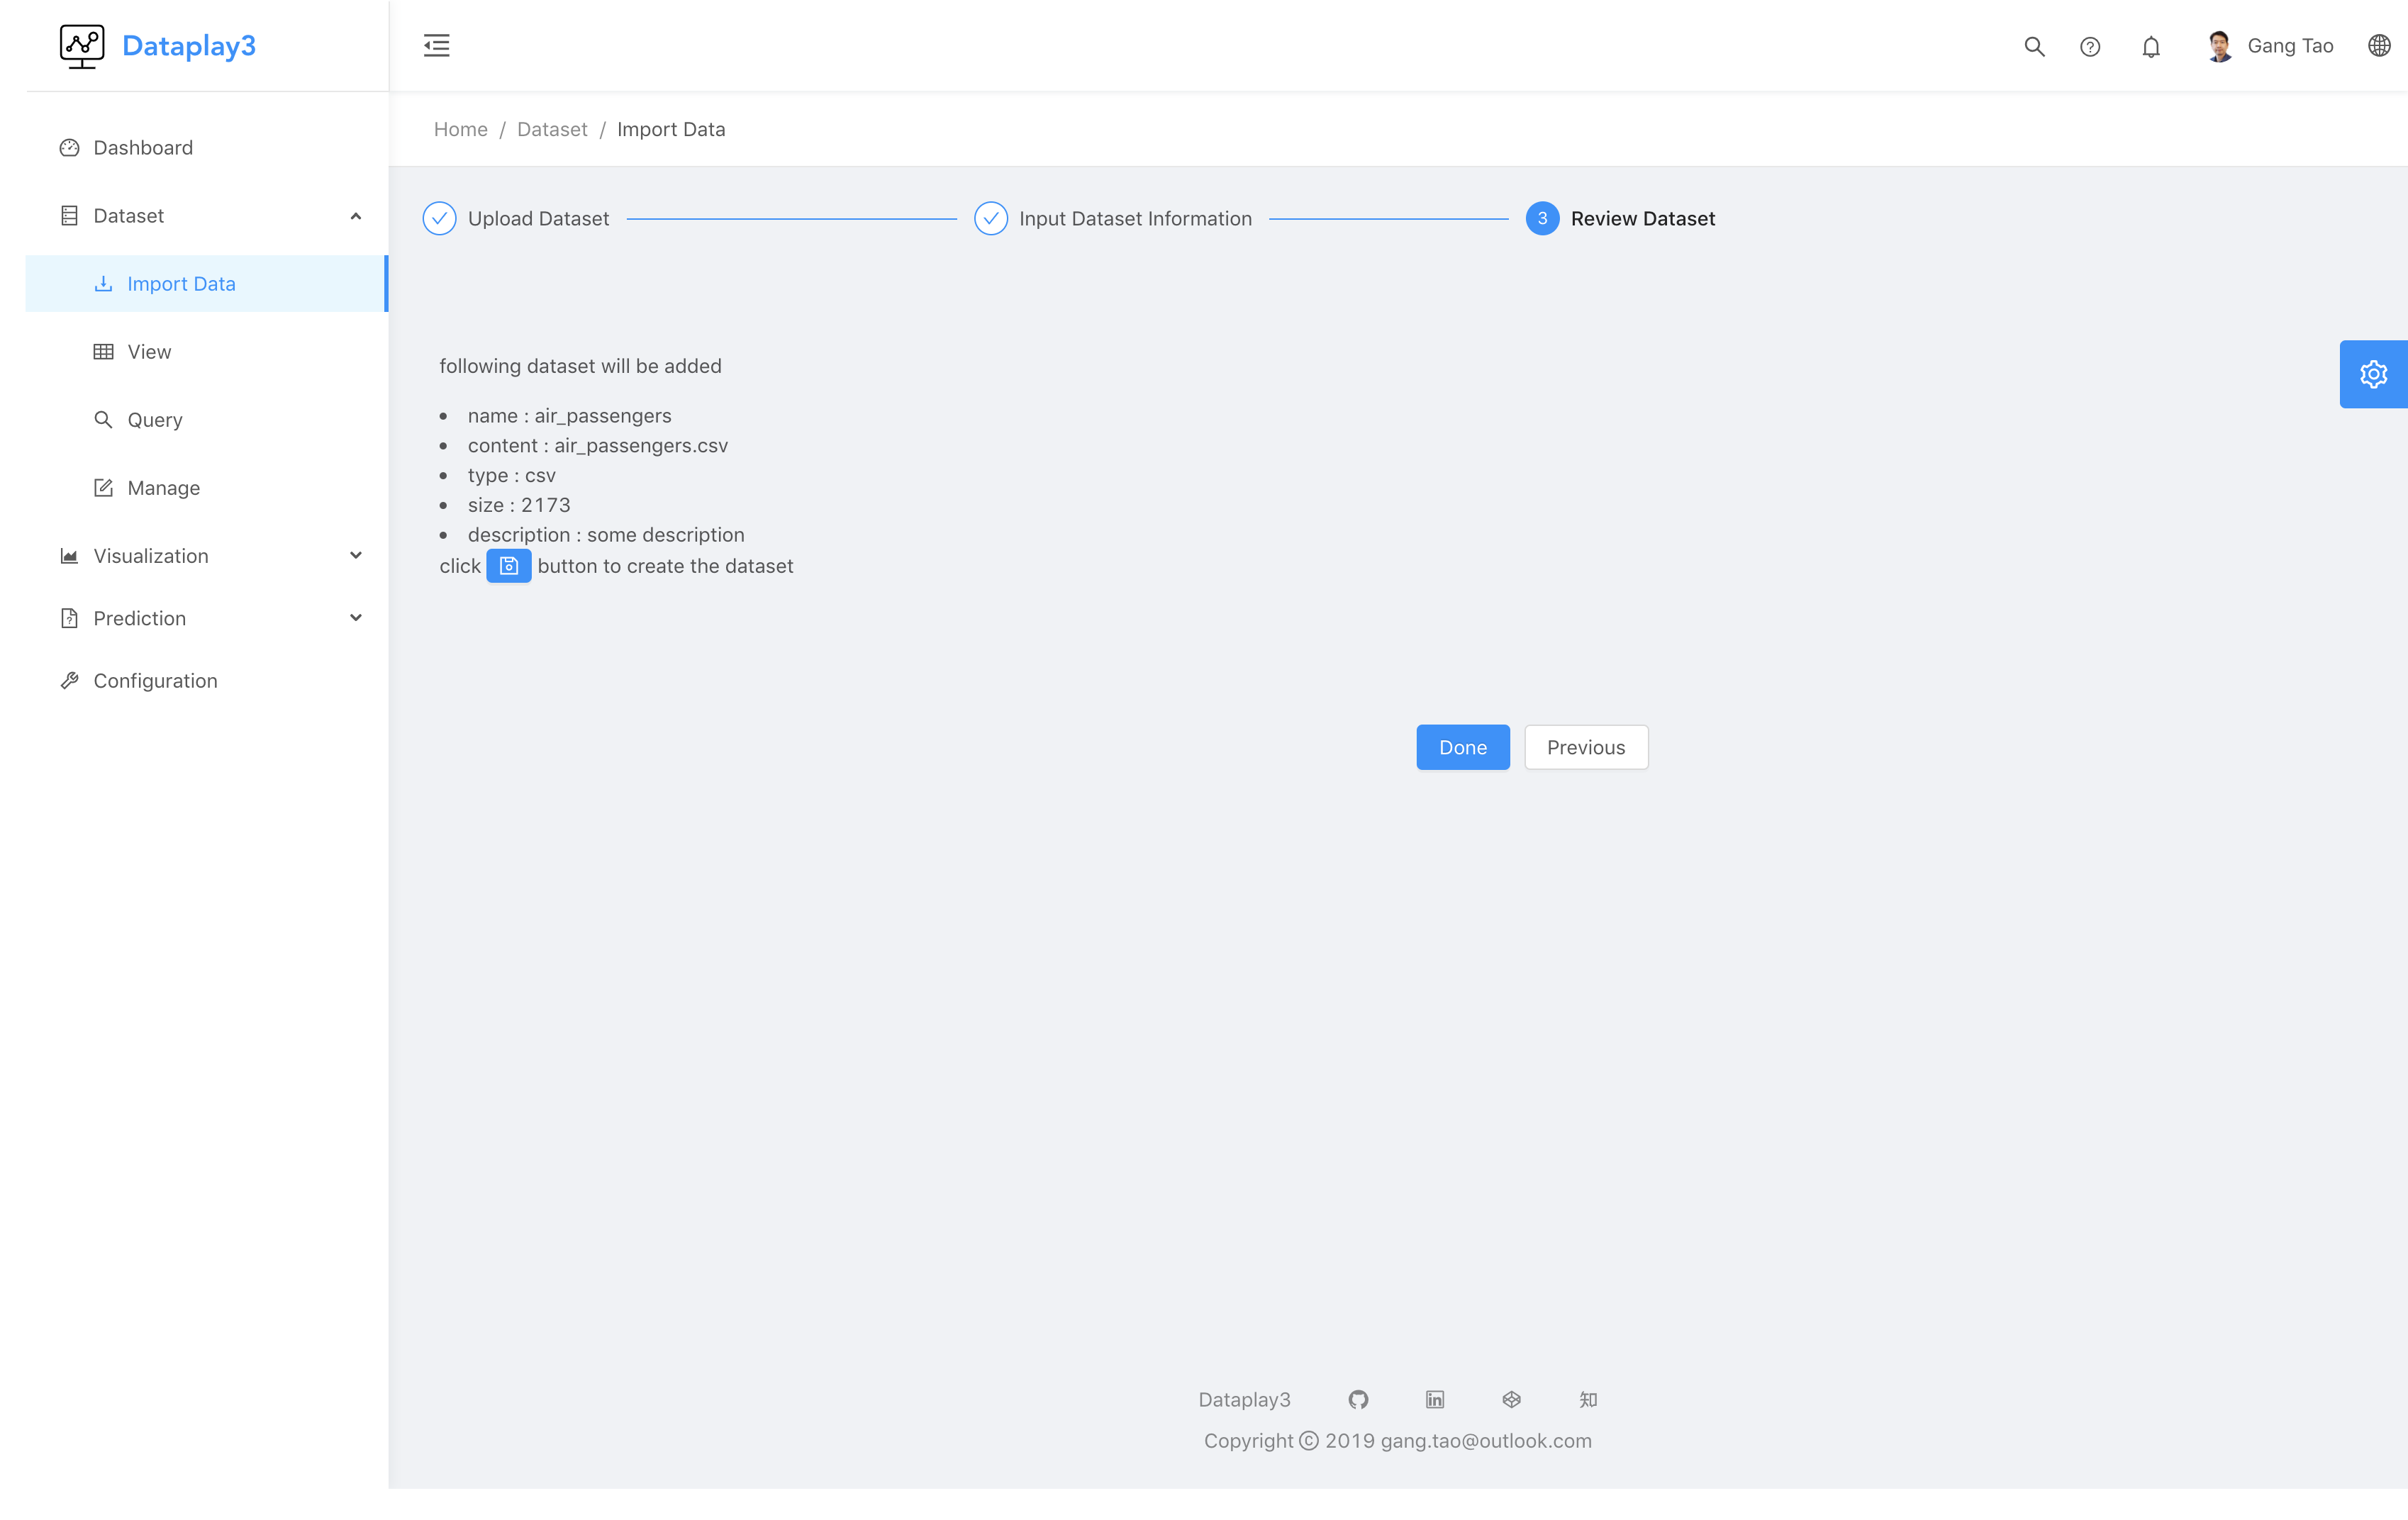 Dataplay3
Gang Tao
Home / Dataset / Import Data
Dashboard
Dataset
Import Data
View
Query
Manage
Visualization
Prediction
Configuration
Upload Dataset
Input Dataset Information
3 Review Dataset
following dataset will be added
• name : air_passengers
• content : air_passengers.csv
• type : csv
• size : 2173
• description : some description
click button to create the dataset
Done
Previous
Dataplay3 知
Copyright © 2019 gang.tao@outlook.com